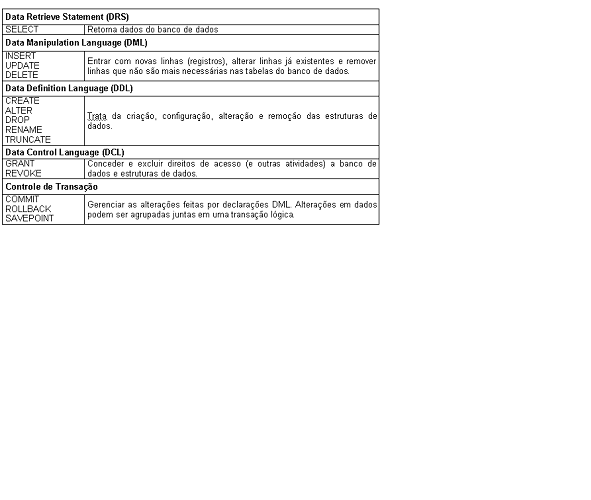 Data Retrieve Statement (DRS)
SELECT
Retorna dados do banco de dados
Data Manipulation Language (DML)
INSERT
UPDATE
DELETE
Entrar com novas linhas (registros), alterar linhas já existentes e remover
linhas que não são mais necessárias nas tabelas do banco de dados.
Data Definition Language (DDL)
CREATE
ALTER
DROP
RENAME
TRUNCATE
Trata da criação, configuração, alteração e remoção das estruturas de
dados.
Data Control Language (DCL)
GRANT
REVOKE
Conceder e excluir direitos de acesso (e outras atividades) a banco de
dados e estruturas de dados.
Controle de Transação
COMMIT
ROLLBACK
SAVEPOINT
Gerenciar as alterações feitas por declarações DML. Alterações em dados
podem ser agrupadas juntas em uma transação lógica.